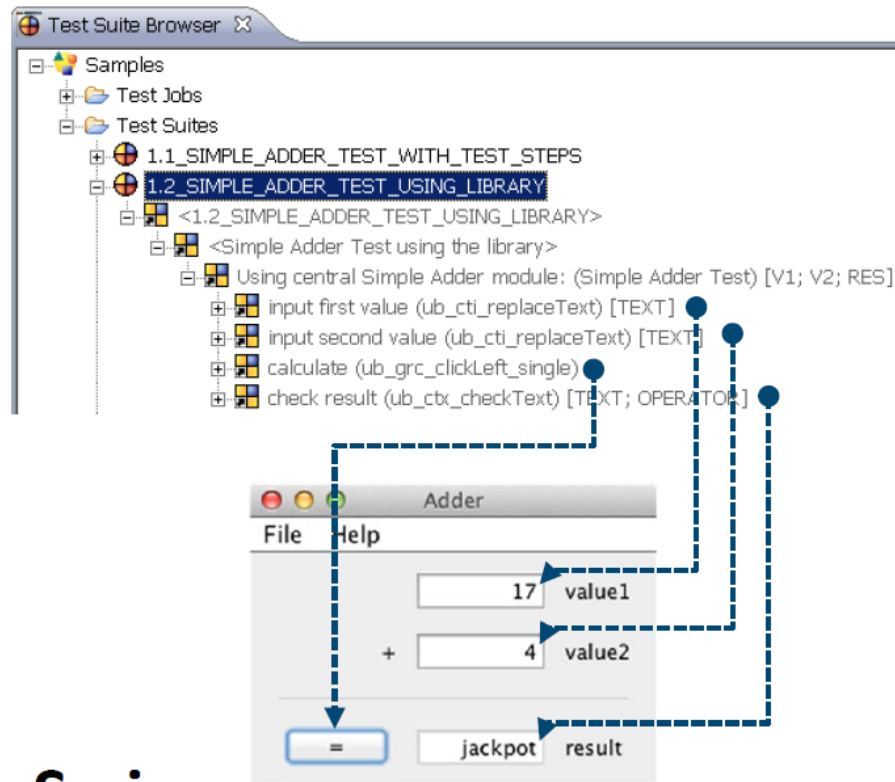 Test Suite Browser
Samples
Test Jobs
Test Suites
1.1_SIMPLE_ADDER_TEST_WITH_TEST_STEPS
1.2_SIMPLE_ADDER_TEST_USING_LIBRARY
<1.2_SIMPLE_ADDER_TEST_USING_LIBRARY>
<Simple Adder Test using the library>
Using central Simple Adder module: (Simple Adder Test) [V1; V2; RES]
input first value (ub_cti_replaceText) [TEXT]
input second value (ub_cti_replaceText) [TEXT]
calculate (ub_grc_clickLeft_single)
check result (ub_ctx_checkText) [TEXT; OPERATOR]
Adder
File Help
17 value1
+ 4 value2
= jackpot result